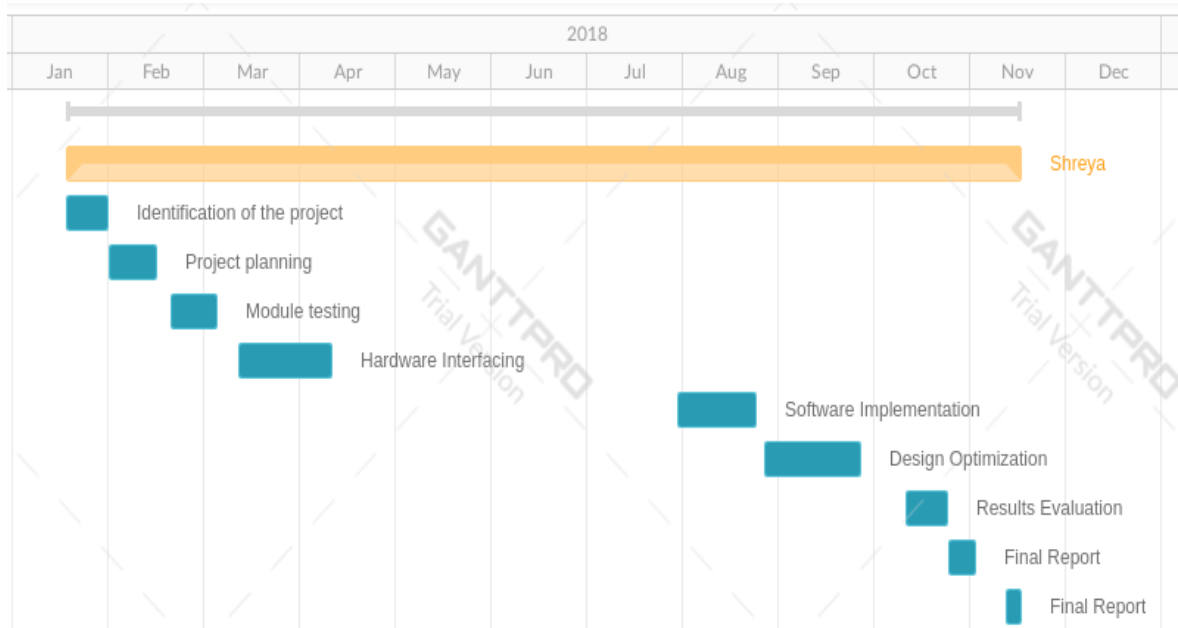 2018
Jan Feb Mar Apr May Jun Jul Aug Sep Oct Nov Dec
Shreya
Identification of the project
Project planning
Module testing
Hardware Interfacing
Software Implementation
Design Optimization
Results Evaluation
Final Report
Final Report
GANTTPRO
Trial Version
GANTTPRO
Trial Version